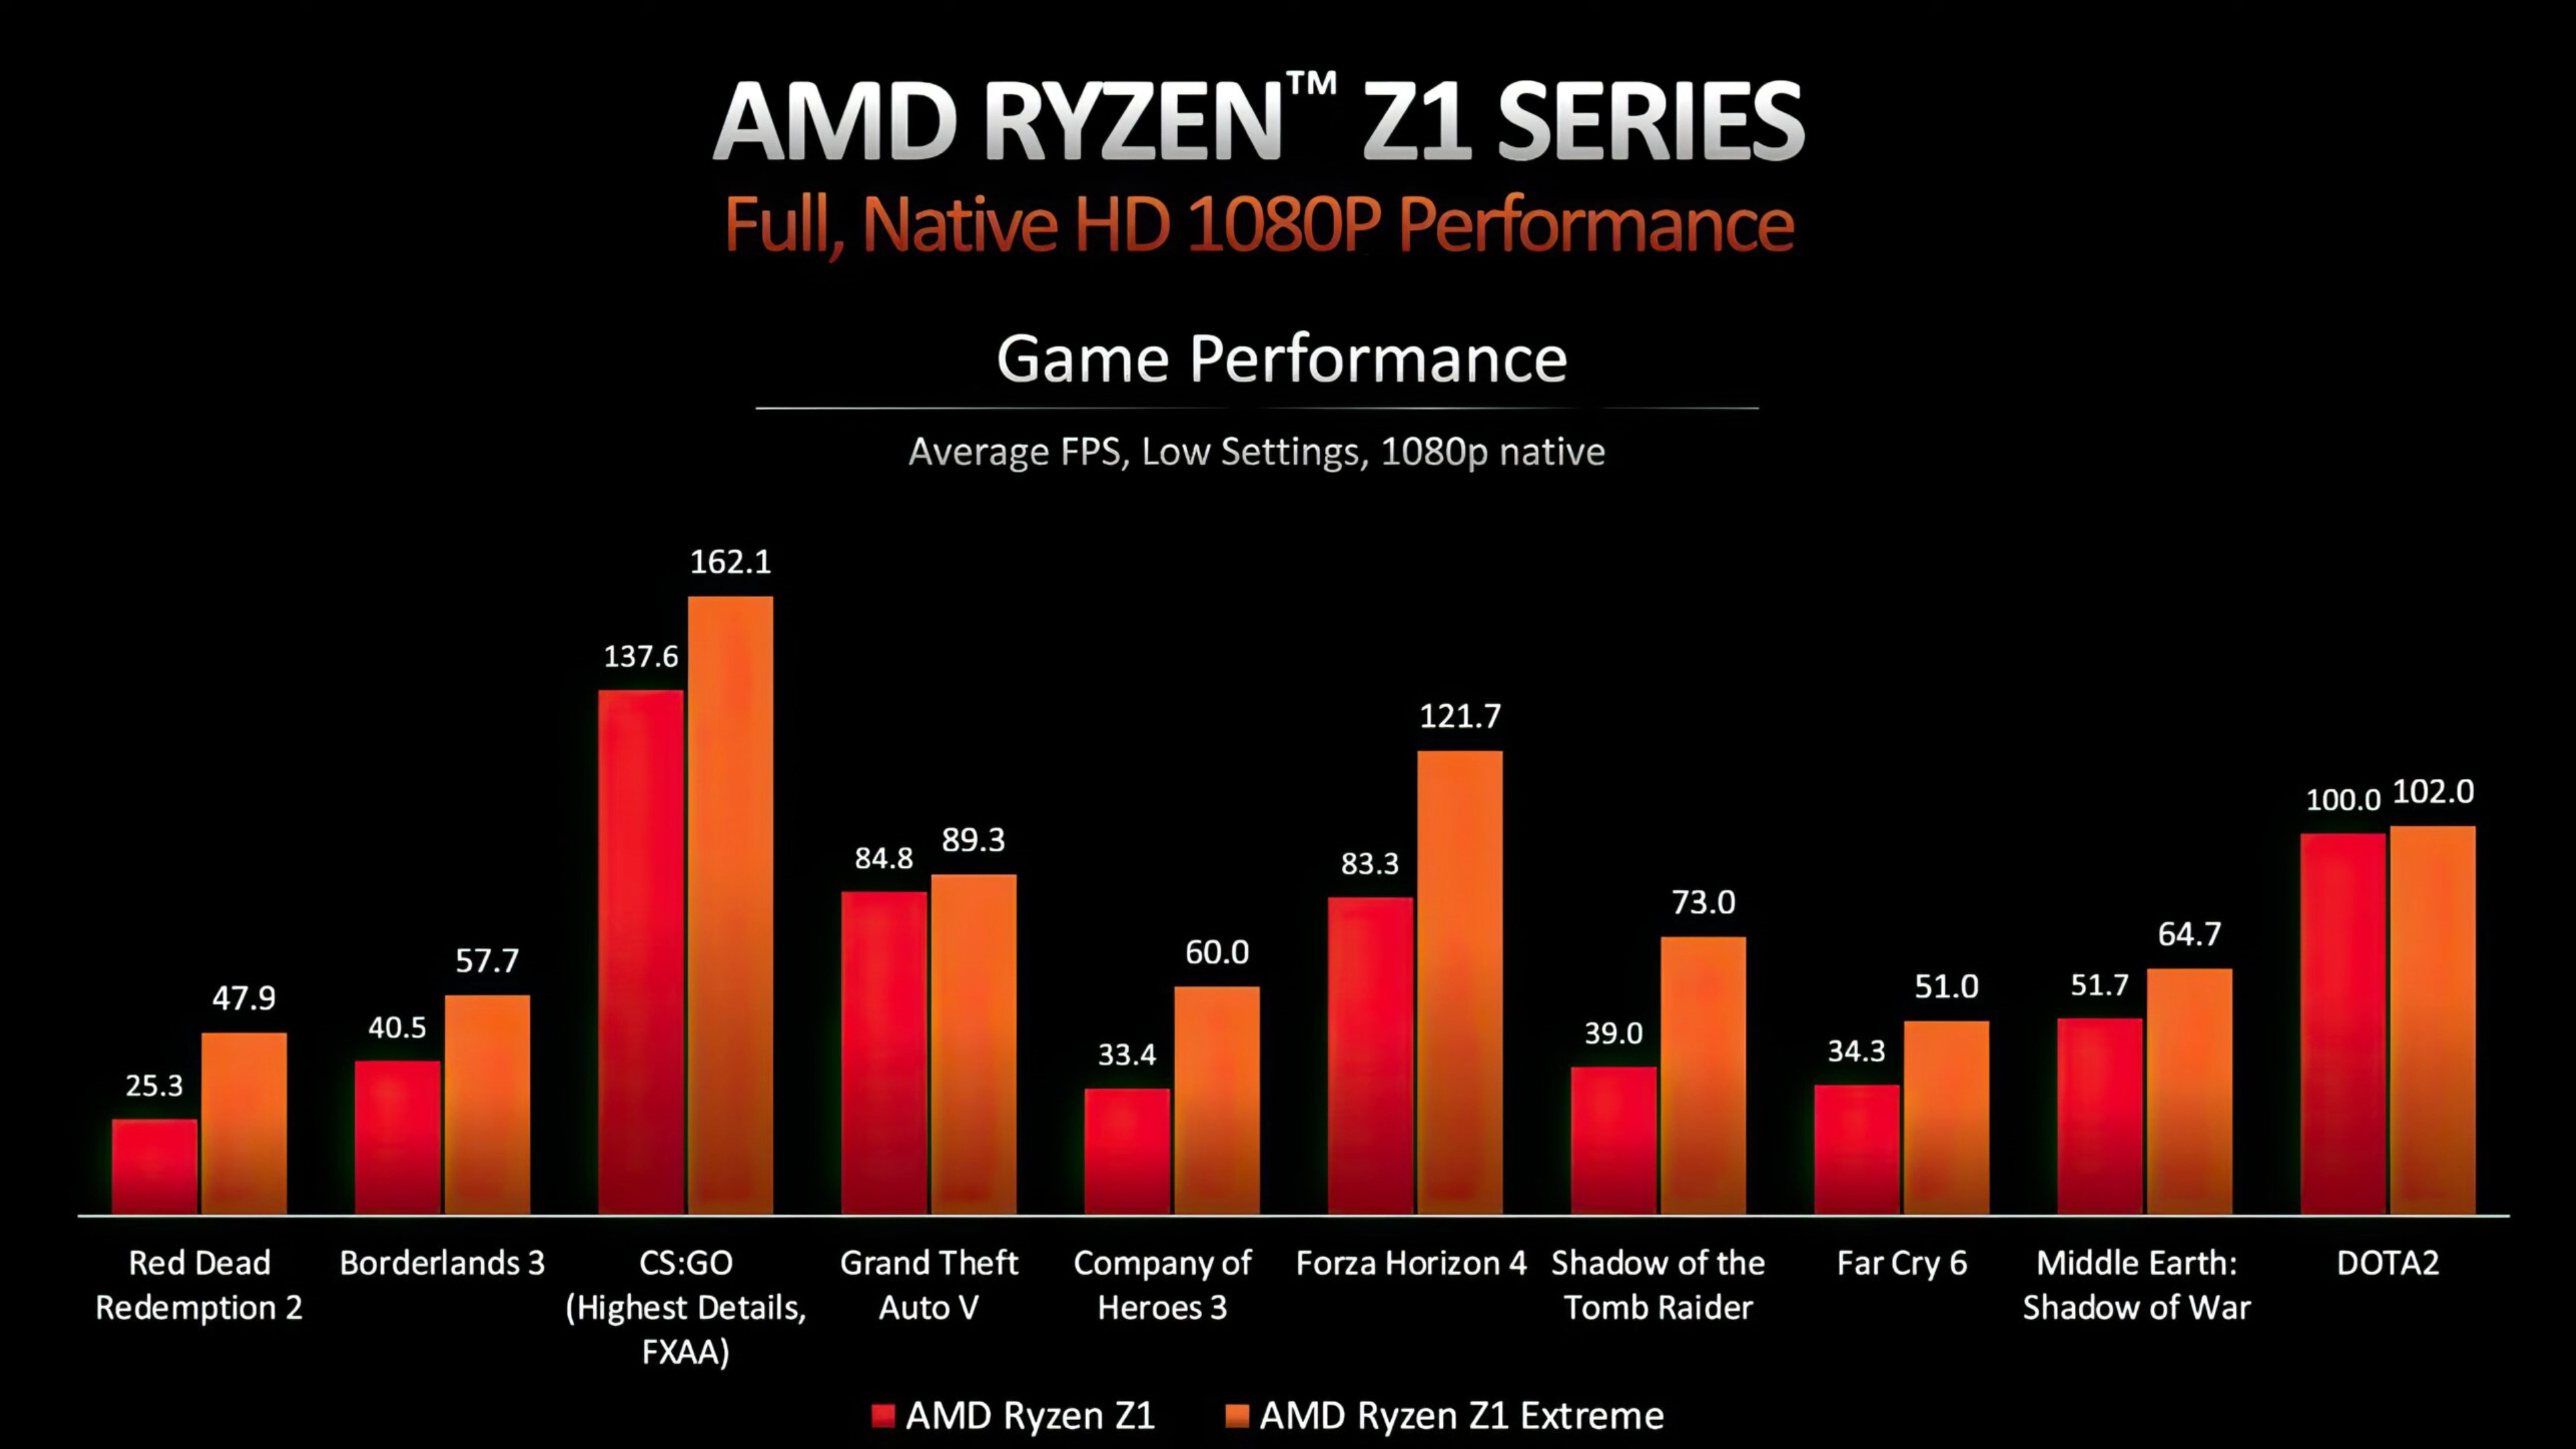 AMD RYZEN™ Z1 SERIES
Full, Native HD 1080P Performance
Game Performance
Average FPS, Low Settings, 1080p native
25.3
47.9
40.5
57.7
137.6
162.1
84.8
89.3
33.4
60.0
83.3
121.7
39.0
73.0
34.3
51.0
51.7
64.7
100.0
102.0
Red Dead
Redemption 2
Borderlands 3
CS:GO
(Highest Details,
FXAA)
Grand Theft
Auto V
Company of
Heroes 3
Forza Horizon 4
Shadow of the
Tomb Raider
Far Cry 6
Middle Earth:
Shadow of War
DOTA2
AMD Ryzen Z1
AMD Ryzen Z1 Extreme